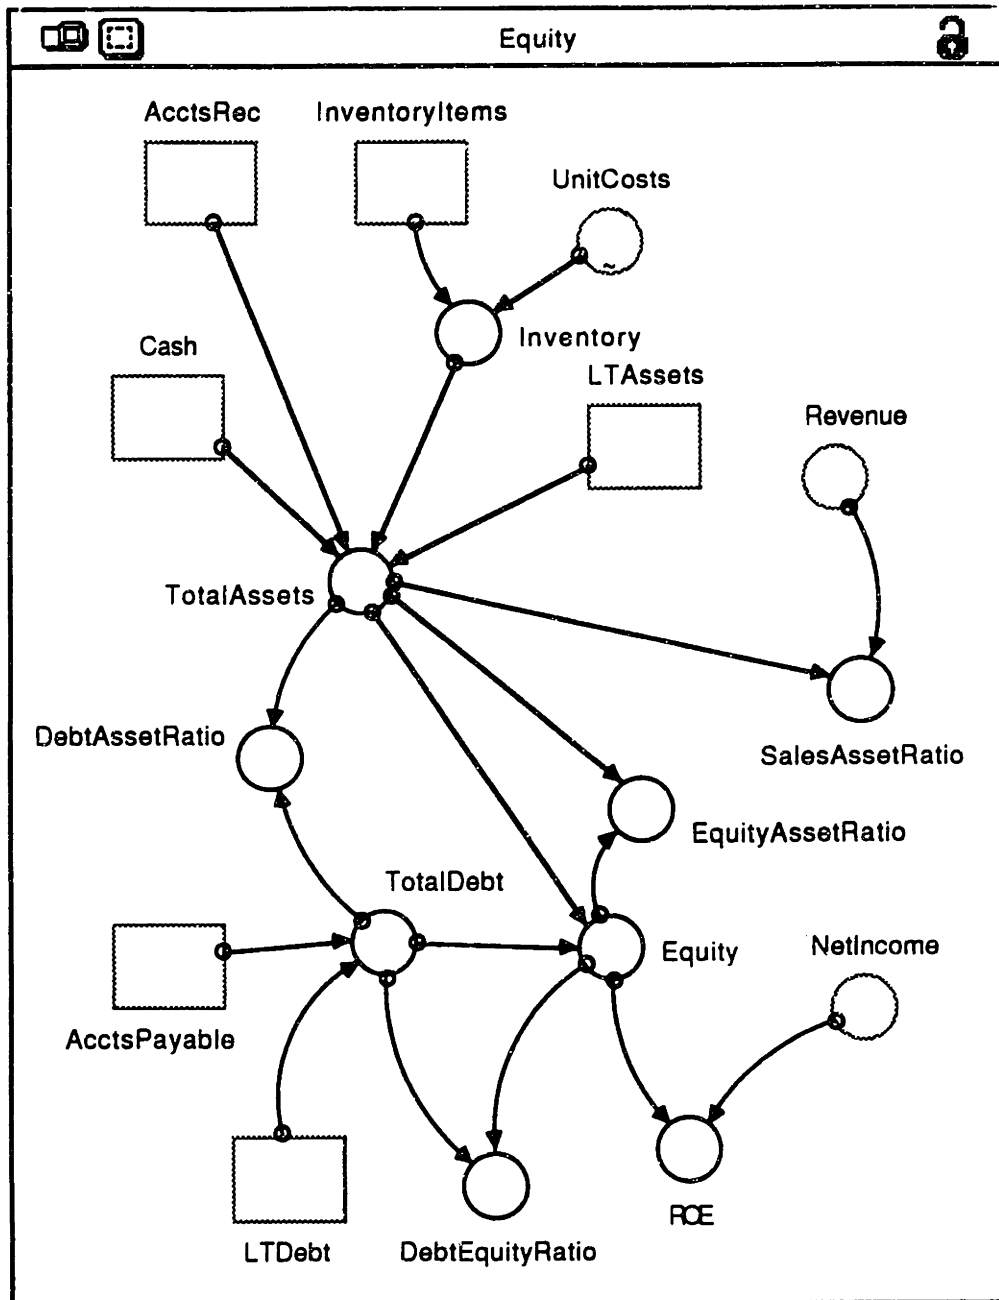 Equity
AcctsRec
InventoryItems
UnitCosts
~
Inventory
Cash
LTAssets
Revenue
TotalAssets
DebtAssetRatio
SalesAssetRatio
EquityAssetRatio
TotalDebt
Equity
NetIncome
AcctsPayable
ROE
LTDebt
DebtEquityRatio